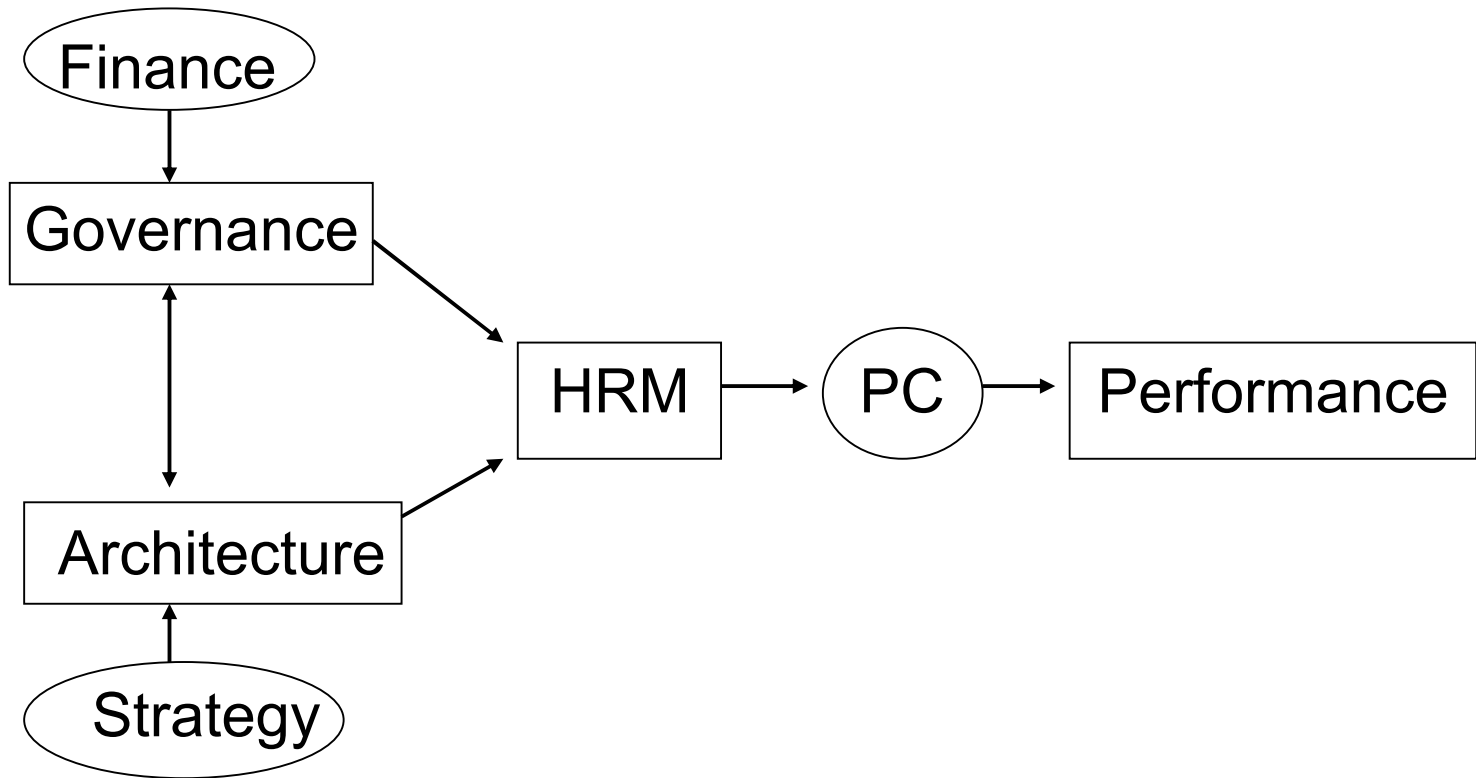 Finance
Governance
HRM
PC
Performance
Architecture
Strategy